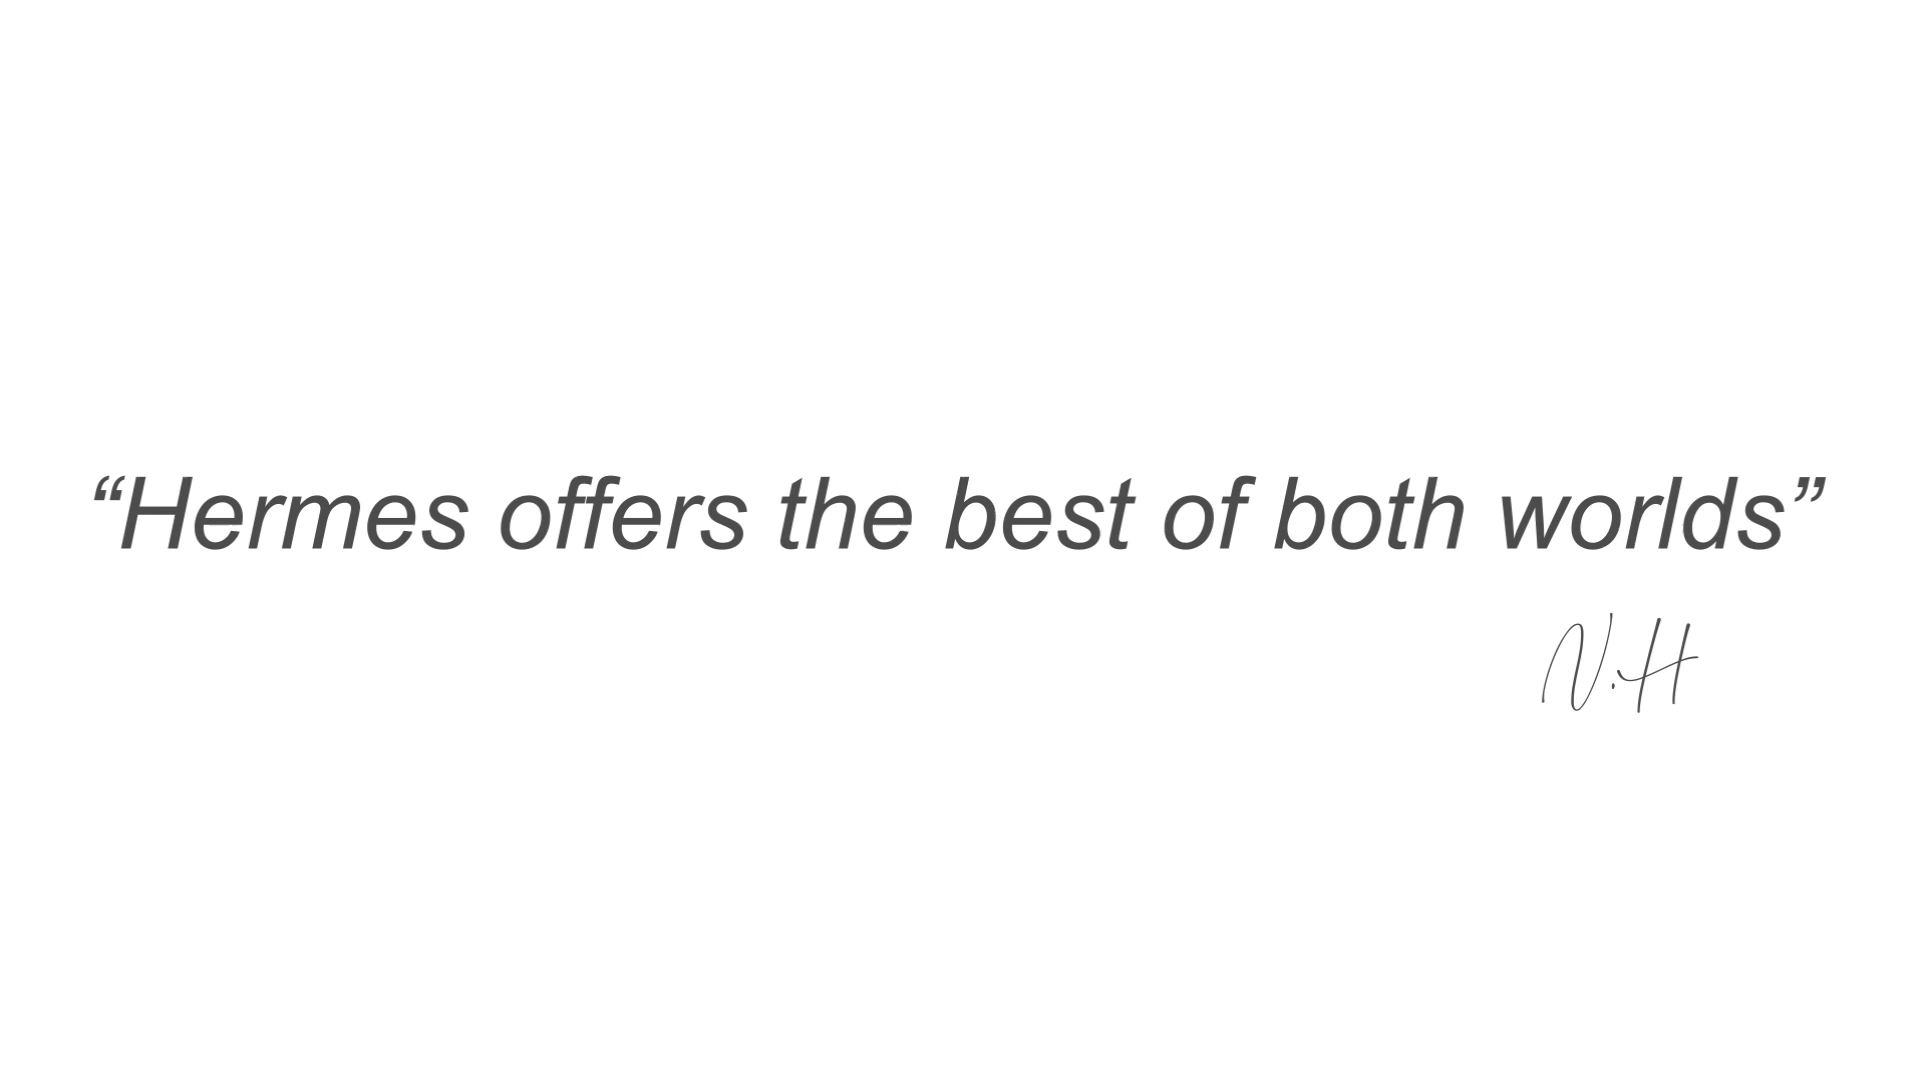 “Hermes offers the best of both worlds”
N.H